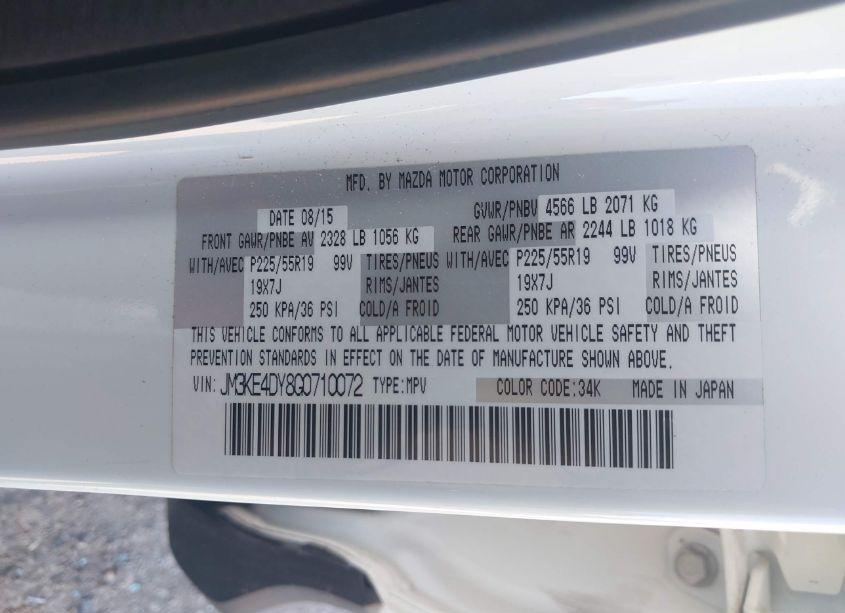 MFD. BY MAZDA MOTOR CORPORATION
DATE 08/15 GVWR/PNBV 4566 LB 2071 KG
FRONT GAWR/PNBE AV 2328 LB 1056 KG REAR GAWR/PNBE AR 2244 LB 1018 KG
WITH/AVEC P225/55R19 99V TIRES/PNEUS WITH/AVEC P225/55R19 99V TIRES/PNEUS
19X7J RIMS/JANTES 19X7J RIMS/JANTES
250 KPA/36 PSI COLD/A FROID 250 KPA/36 PSI COLD/A FROID
THIS VEHICLE CONFORMS TO ALL APPLICABLE FEDERAL MOTOR VEHICLE SAFETY AND THEFT
PREVENTION STANDARDS IN EFFECT ON THE DATE OF MANUFACTURE SHOWN ABOVE.
VIN: JM3KE4DY8G0710072 TYPE:MPV COLOR CODE:34K MADE IN JAPAN